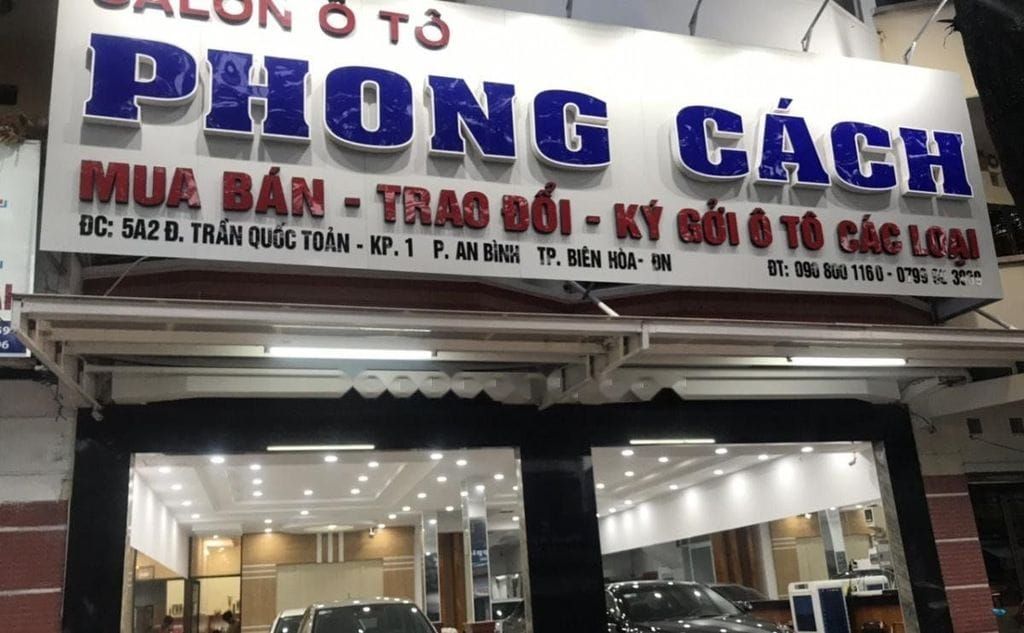 SALON Ô TÔ
PHONG CÁCH
MUA BÁN - TRAO ĐỔI - KÝ GỞI Ô TÔ CÁC LOẠI
ĐC: 5A2 Đ. TRẦN QUỐC TOẢN - KP. 1 P. AN BÌNH TP. BIÊN HÒA- ĐN
ĐT: 090 800 1160 - 0799